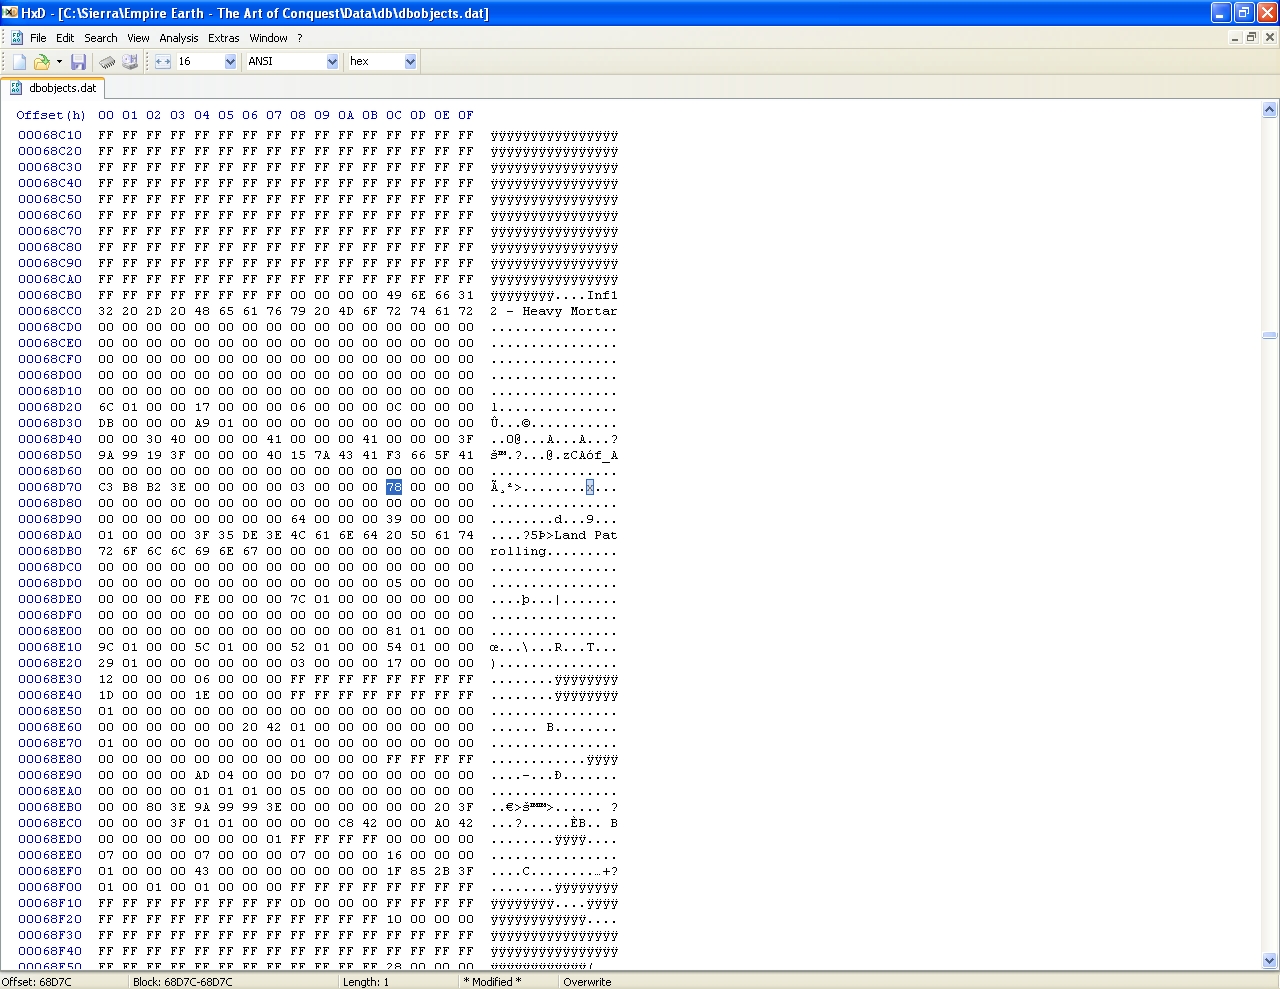 HxD - [C:\Sierra\Empire Earth - The Art of Conquest\Data\db\dbobjects.dat]
File Edit Search View Analysis Extras Window ?
16 ANSI hex
dbobjects.dat
Offset(h) 00 01 02 03 04 05 06 07 08 09 0A 0B 0C 0D 0E 0F
00068C10 FF FF FF FF FF FF FF FF FF FF FF FF FF FF FF FF ÿÿÿÿÿÿÿÿÿÿÿÿÿÿÿÿ
00068C20 FF FF FF FF FF FF FF FF FF FF FF FF FF FF FF FF ÿÿÿÿÿÿÿÿÿÿÿÿÿÿÿÿ
00068C30 FF FF FF FF FF FF FF FF FF FF FF FF FF FF FF FF ÿÿÿÿÿÿÿÿÿÿÿÿÿÿÿÿ
00068C40 FF FF FF FF FF FF FF FF FF FF FF FF FF FF FF FF ÿÿÿÿÿÿÿÿÿÿÿÿÿÿÿÿ
00068C50 FF FF FF FF FF FF FF FF FF FF FF FF FF FF FF FF ÿÿÿÿÿÿÿÿÿÿÿÿÿÿÿÿ
00068C60 FF FF FF FF FF FF FF FF FF FF FF FF FF FF FF FF ÿÿÿÿÿÿÿÿÿÿÿÿÿÿÿÿ
00068C70 FF FF FF FF FF FF FF FF FF FF FF FF FF FF FF FF ÿÿÿÿÿÿÿÿÿÿÿÿÿÿÿÿ
00068C80 FF FF FF FF FF FF FF FF FF FF FF FF FF FF FF FF ÿÿÿÿÿÿÿÿÿÿÿÿÿÿÿÿ
00068C90 FF FF FF FF FF FF FF FF FF FF FF FF FF FF FF FF ÿÿÿÿÿÿÿÿÿÿÿÿÿÿÿÿ
00068CA0 FF FF FF FF FF FF FF FF FF FF FF FF FF FF FF FF ÿÿÿÿÿÿÿÿÿÿÿÿÿÿÿÿ
00068CB0 FF FF FF FF FF FF FF FF 00 00 00 00 49 6E 66 31 ÿÿÿÿÿÿÿÿ....Inf1
00068CC0 32 20 2D 20 48 65 61 76 79 20 4D 6F 72 74 61 72 2 - Heavy Mortar
00068CD0 00 00 00 00 00 00 00 00 00 00 00 00 00 00 00 00 ................
00068CE0 00 00 00 00 00 00 00 00 00 00 00 00 00 00 00 00 ................
00068CF0 00 00 00 00 00 00 00 00 00 00 00 00 00 00 00 00 ................
00068D00 00 00 00 00 00 00 00 00 00 00 00 00 00 00 00 00 ................
00068D10 00 00 00 00 00 00 00 00 00 00 00 00 00 00 00 00 ................
00068D20 6C 01 00 00 17 00 00 00 06 00 00 00 0C 00 00 00 l...............
00068D30 DB 00 00 00 A9 01 00 00 00 00 00 00 00 00 00 00 Û...©...........
00068D40 00 00 30 40 00 00 00 41 00 00 00 41 00 00 00 3F ..0@...A...A...?
00068D50 9A 99 19 3F 00 00 00 40 15 7A 43 41 F3 66 5F 41 š™.?...@.zCAóf_A
00068D60 00 00 00 00 00 00 00 00 00 00 00 00 00 00 00 00 ................
00068D70 C3 B8 B2 3E 00 00 00 00 03 00 00 00 78 00 00 00 Ã¸²>........x...
00068D80 00 00 00 00 00 00 00 00 00 00 00 00 00 00 00 00 ................
00068D90 00 00 00 00 00 00 00 00 64 00 00 00 39 00 00 00 ........d...9...
00068DA0 01 00 00 00 3F 35 DE 3E 4C 61 6E 64 20 50 61 74 ....?5Þ>Land Pat
00068DB0 72 6F 6C 6C 69 6E 67 00 00 00 00 00 00 00 00 00 rolling.........
00068DC0 00 00 00 00 00 00 00 00 00 00 00 00 00 00 00 00 ................
00068DD0 00 00 00 00 00 00 00 00 00 00 00 00 05 00 00 00 ................
00068DE0 00 00 00 00 FE 00 00 00 7C 01 00 00 00 00 00 00 ....þ...|.......
00068DF0 00 00 00 00 00 00 00 00 00 00 00 00 00 00 00 00 ................
00068E00 00 00 00 00 00 00 00 00 00 00 00 00 81 01 00 00 ................
00068E10 9C 01 00 00 5C 01 00 00 52 01 00 00 54 01 00 00 œ...\...R...T...
00068E20 29 01 00 00 00 00 00 00 03 00 00 00 17 00 00 00 )...............
00068E30 12 00 00 00 06 00 00 00 FF FF FF FF FF FF FF FF ........ÿÿÿÿÿÿÿÿ
00068E40 1D 00 00 00 1E 00 00 00 FF FF FF FF FF FF FF FF ........ÿÿÿÿÿÿÿÿ
00068E50 01 00 00 00 00 00 00 00 00 00 00 00 00 00 00 00 ................
00068E60 00 00 00 00 00 00 20 42 01 00 00 00 00 00 00 00 ...... B........
00068E70 01 00 00 00 00 00 00 00 01 00 00 00 00 00 00 00 ................
00068E80 00 00 00 00 00 00 00 00 00 00 00 00 FF FF FF FF ............ÿÿÿÿ
00068E90 00 00 00 00 AD 04 00 00 D0 07 00 00 00 00 00 00 ....-...Ð.......
00068EA0 00 00 00 00 01 01 01 00 05 00 00 00 00 00 00 00 ................
00068EB0 00 00 80 3E 9A 99 99 3E 00 00 00 00 00 00 20 3F ..€>š™™>...... ?
00068EC0 00 00 00 3F 01 01 00 00 00 00 C8 42 00 00 A0 42 ...?......ÈB..  B
00068ED0 00 00 00 00 00 00 00 01 FF FF FF FF 00 00 00 00 ........ÿÿÿÿ....
00068EE0 07 00 00 00 07 00 00 00 07 00 00 00 16 00 00 00 ................
00068EF0 01 00 00 00 43 00 00 00 00 00 00 00 1F 85 2B 3F ....C........…+?
00068F00 01 00 01 00 01 00 00 00 FF FF FF FF FF FF FF FF ........ÿÿÿÿÿÿÿÿ
00068F10 FF FF FF FF FF FF FF FF 0D 00 00 00 FF FF FF FF ÿÿÿÿÿÿÿÿ....ÿÿÿÿ
00068F20 FF FF FF FF FF FF FF FF FF FF FF FF 10 00 00 00 ÿÿÿÿÿÿÿÿÿÿÿÿ....
00068F30 FF FF FF FF FF FF FF FF FF FF FF FF FF FF FF FF ÿÿÿÿÿÿÿÿÿÿÿÿÿÿÿÿ
00068F40 FF FF FF FF FF FF FF FF FF FF FF FF FF FF FF FF ÿÿÿÿÿÿÿÿÿÿÿÿÿÿÿÿ
00068F50 FF FF FF FF FF FF FF FF FF FF FF FF 28 00 00 00 ÿÿÿÿÿÿÿÿÿÿÿÿ(...
Offset: 68D7C Block: 68D7C-68D7C Length: 1 * Modified * Overwrite